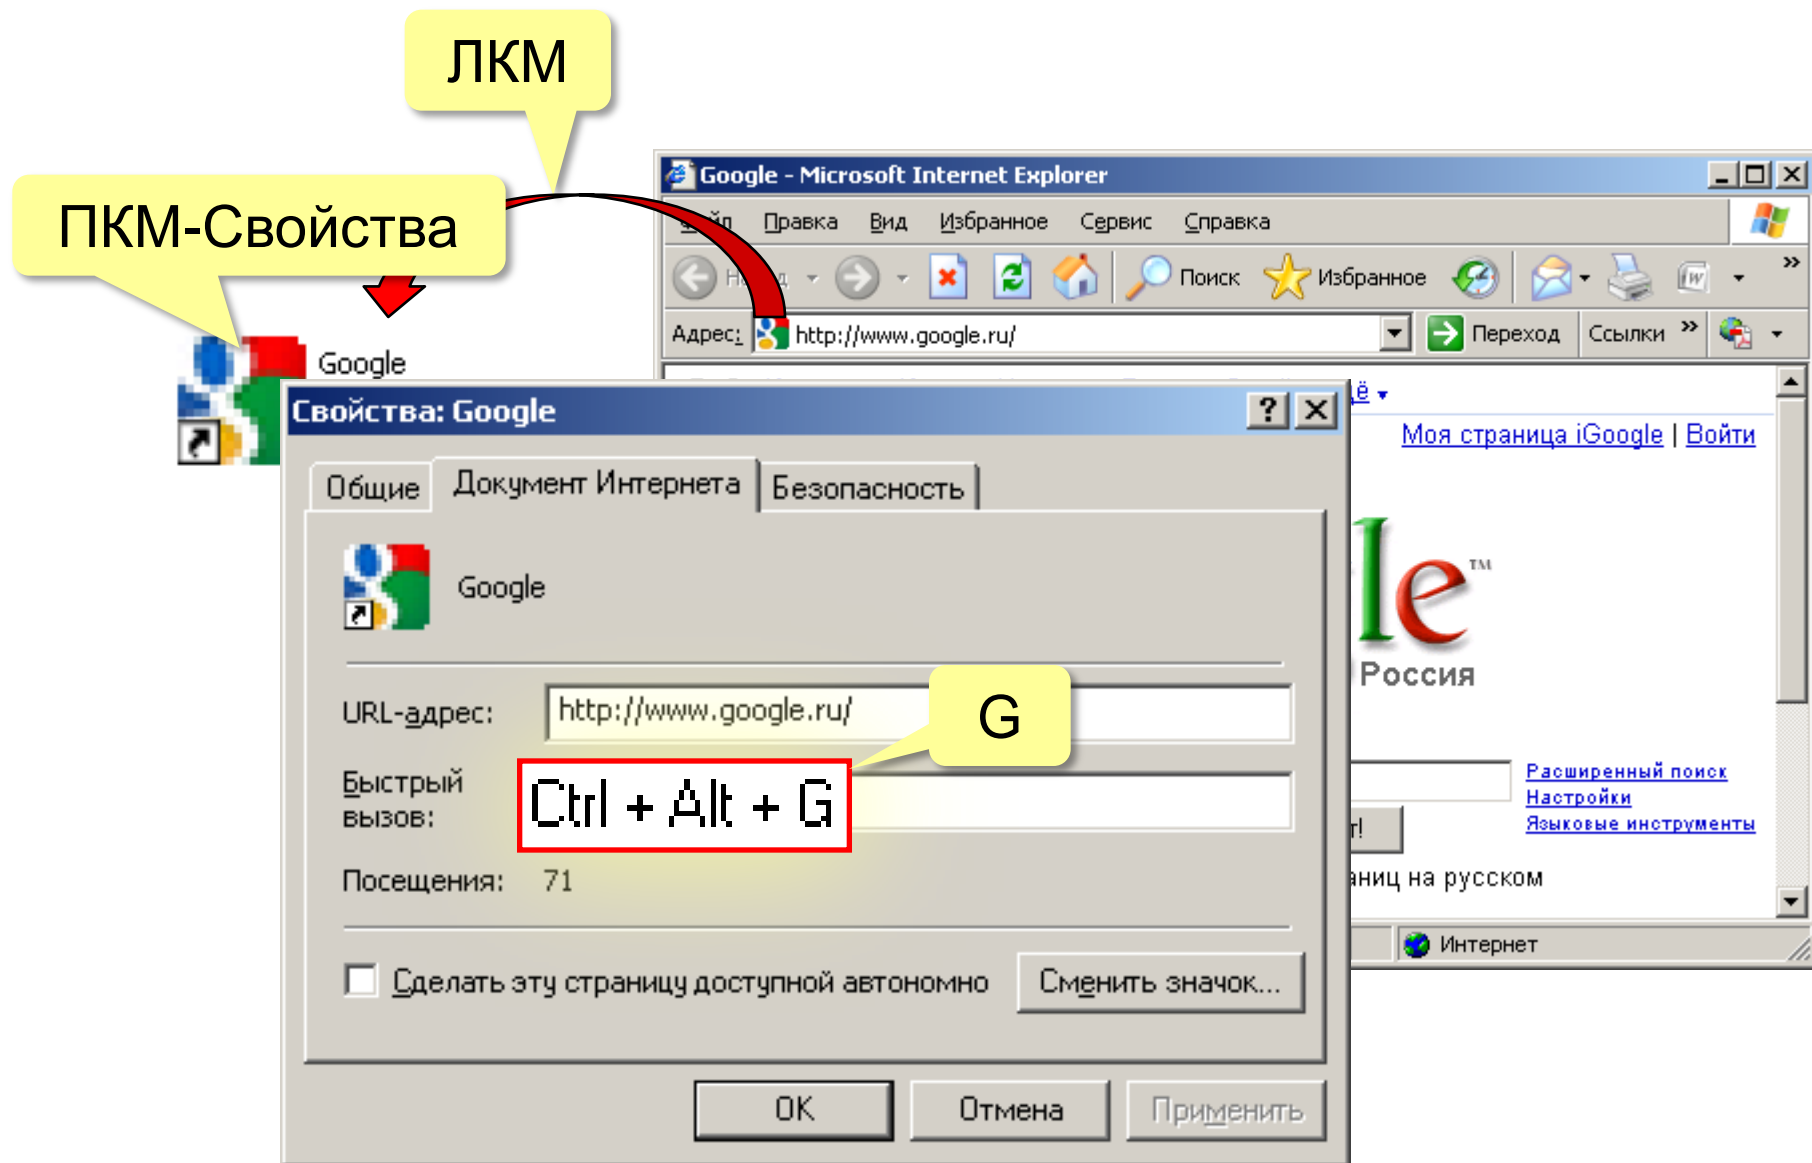 ЛКМ
ПКМ-Свойства
Google
Google - Microsoft Internet Explorer
Правка Вид Избранное Сервис Справка
Поиск Избранное
Адрес: http://www.google.ru/ Переход Ссылки
Моя страница iGoogle | Войти
le™
Россия
Расширенный поиск
Настройки
Языковые инструменты
на русском
Интернет
Свойства: Google
Общие Документ Интернета Безопасность
Google
URL-адрес: http://www.google.ru/
G
Быстрый
вызов:
Ctrl + Alt + G
Посещения: 71
Сделать эту страницу доступной автономно Сменить значок...
OK Отмена Применить